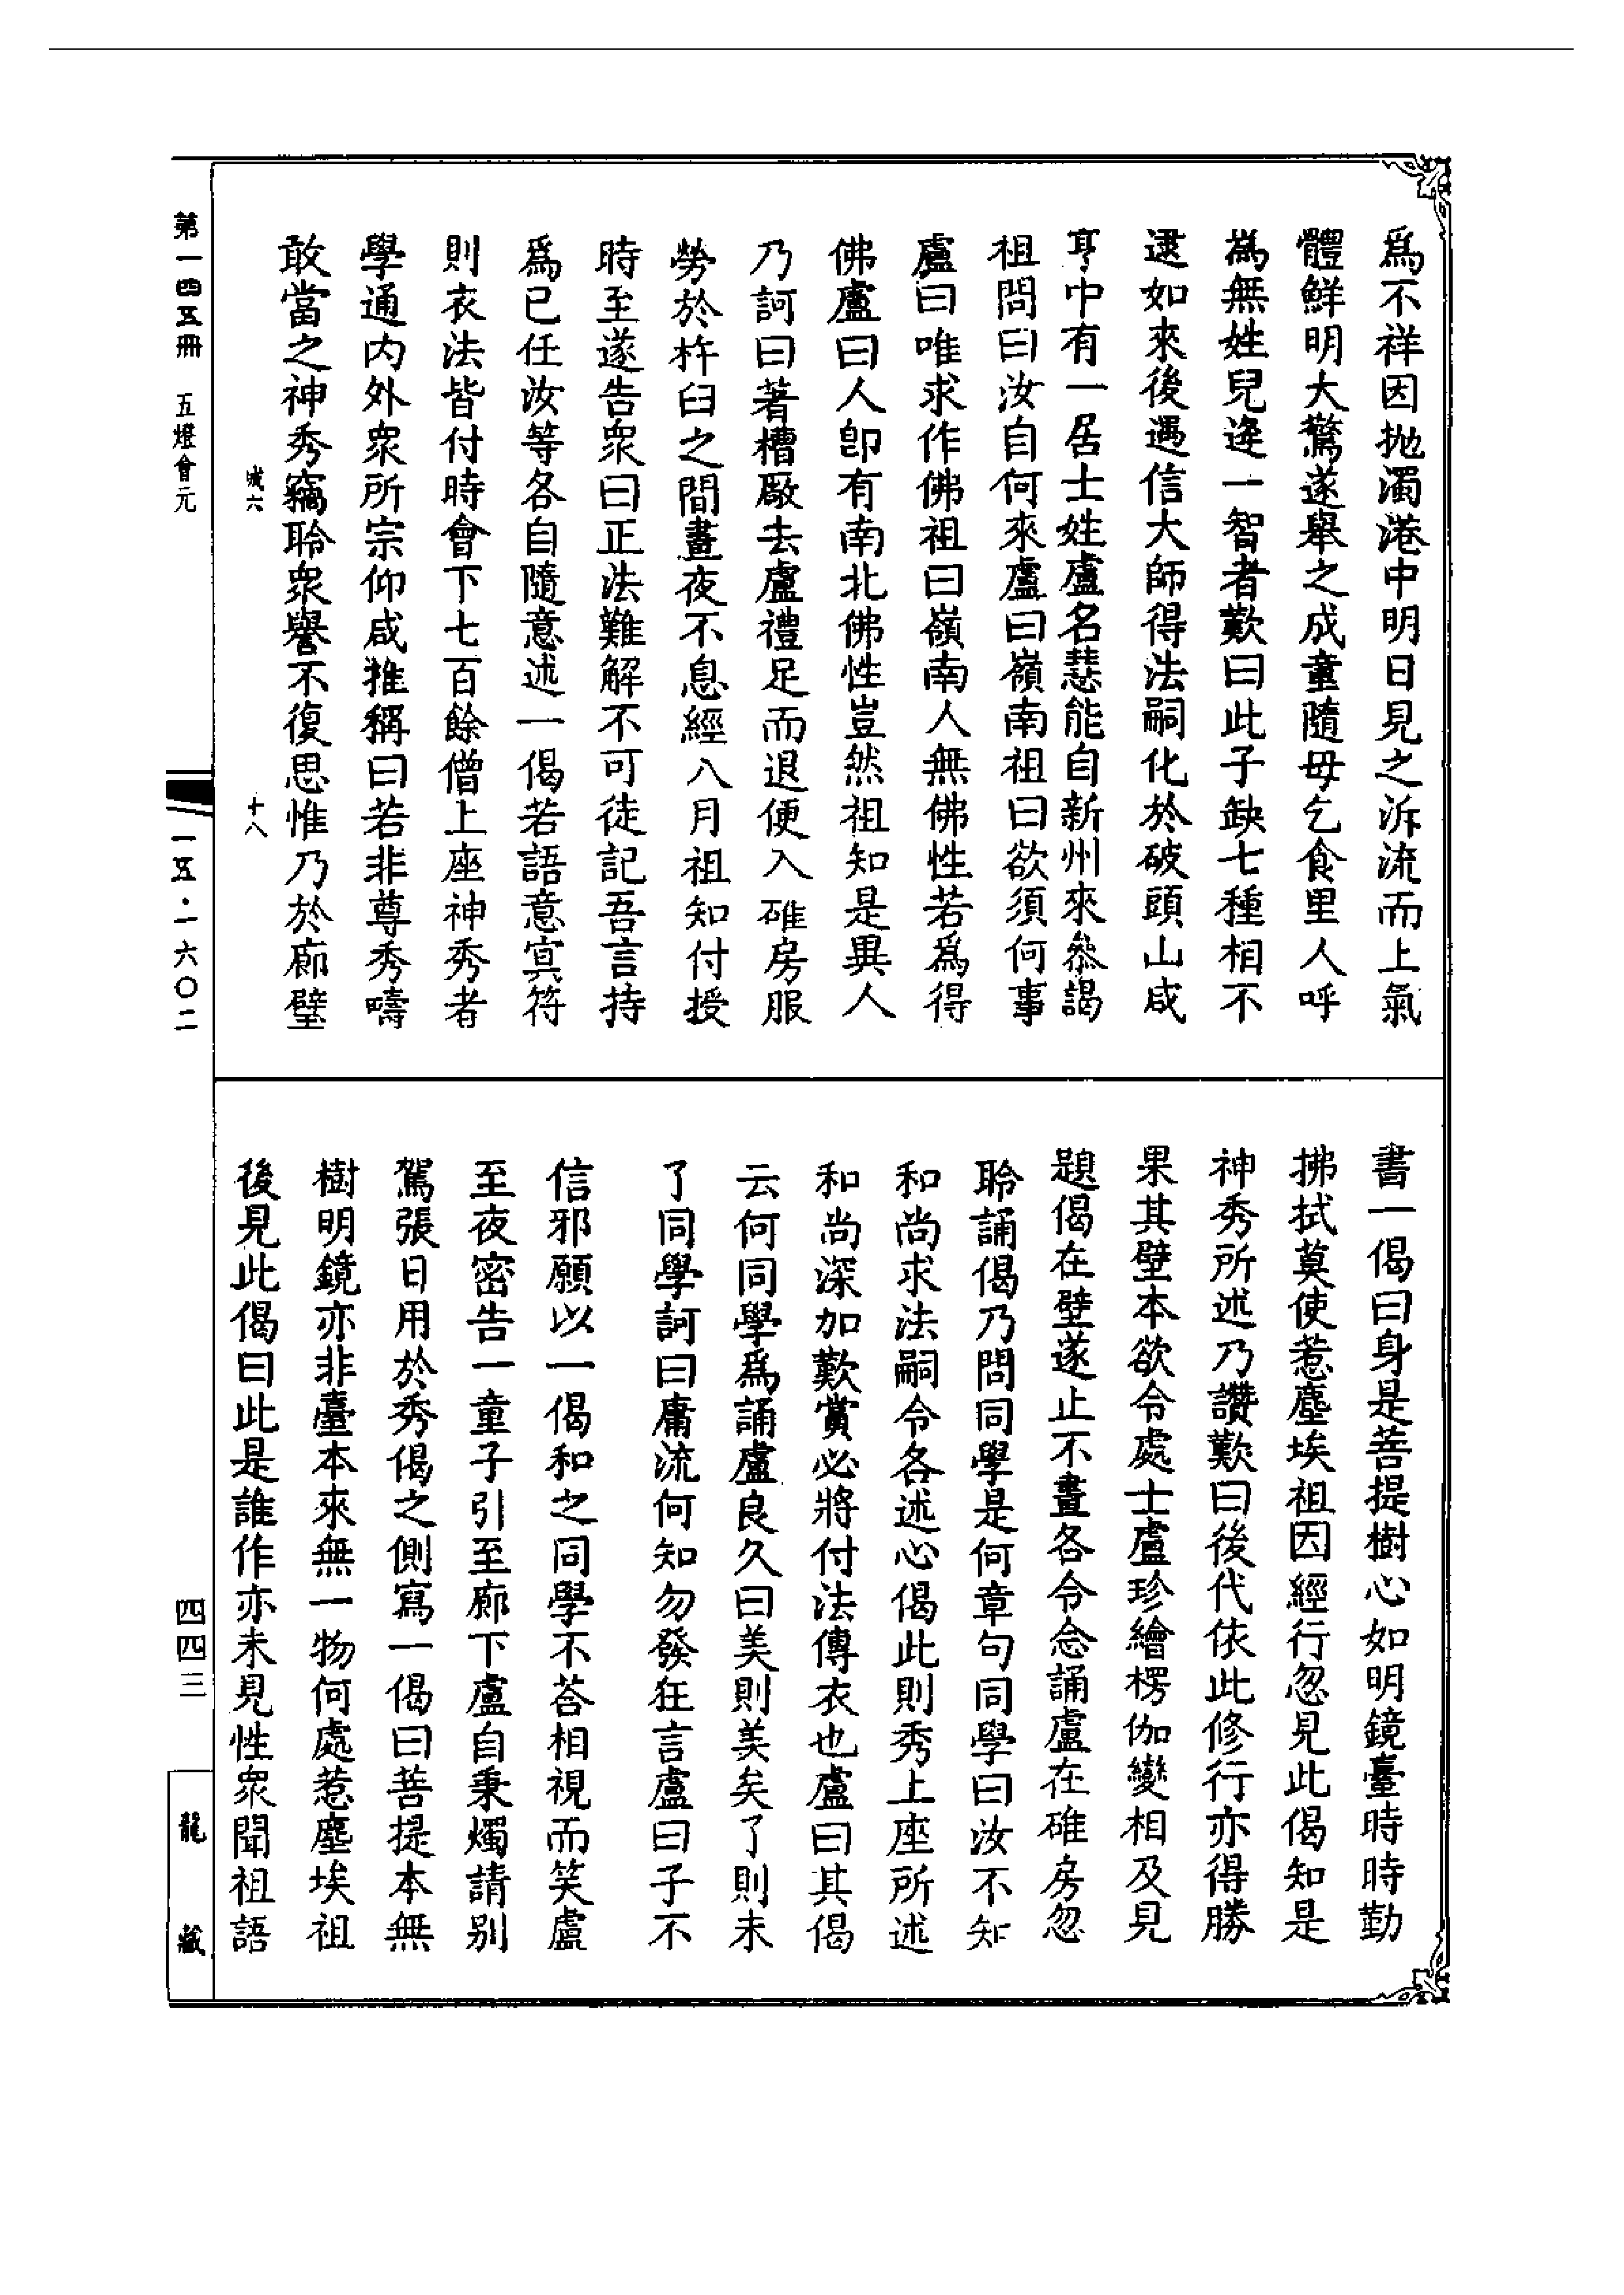 爲不祥因抛濁港中明日見之泝流而上氣
體鮮明大驚遂舉之成童隨母乞食里人呼
爲無姓兒逄一智者歎曰此子缺七種相不
逮如來後遇信大師得法嗣化於破頭山咸
亨中有一居士姓盧名慧能自新州來叅謁
祖問曰汝自何來盧曰嶺南祖曰欲須何事
盧曰唯求作佛祖曰嶺南人無佛性若爲得
佛盧曰人卽有南北佛性豈然祖知是異人
乃訶曰著槽厰去盧禮足而退便入碓房服
勞於杵臼之間晝夜不息經八月祖知付授
時至遂告衆曰正法難解不可徒記吾言持
爲已任汝等各自隨意述一偈若語意冥符
則衣法皆付時會下七百餘僧上座神秀者
學通内外衆所宗仰咸推稱曰若非尊秀疇
敢當之神秀竊聆衆譽不復思惟乃於廊壁
城六
十八
書一偈曰身是菩提樹心如明鏡臺時時勤
拂拭莫使惹塵埃祖因經行忽見此偈知是
神秀所述乃讚歎曰後代依此修行亦得勝
果其壁本欲令處士盧珍繪楞伽變相及見
題偈在壁遂止不畫各令念誦盧在碓房忽
聆誦偈乃問同學是何章句同學曰汝不知
和尚求法嗣令各述心偈此則秀上座所述
和尚深加歎賞必將付法傳衣也盧曰其偈
云何同學爲誦盧良久曰美則美矣了則未
了同學訶曰庸流何知勿發狂言盧曰子不
信邪願以一偈和之同學不荅相視而笑盧
至夜密告一童子引至廊下盧自秉燭請別
駕張日用於秀偈之側寫一偈曰菩提本無
樹明鏡亦非臺本來無一物何處惹塵埃祖
後見此偈曰此是誰作亦未見性衆聞祖語
第一四五冊　五燈會元
一五·一六〇二
四四三
龍藏